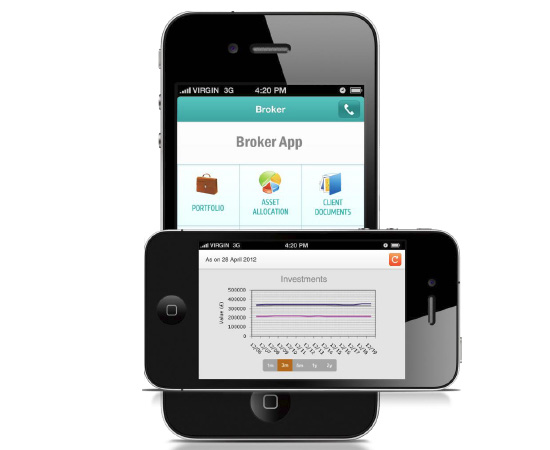 VIRGIN 3G 4:20 PM
Broker
Broker App
PORTFOLIO
ASSET
ALLOCATION
CLIENT
DOCUMENTS
VIRGIN 3G 4:20 PM
As on 28 April 2012
Investments
Value (£)
500000
400000
300000
200000
100000
0
1m 3m 6m 1y 2y